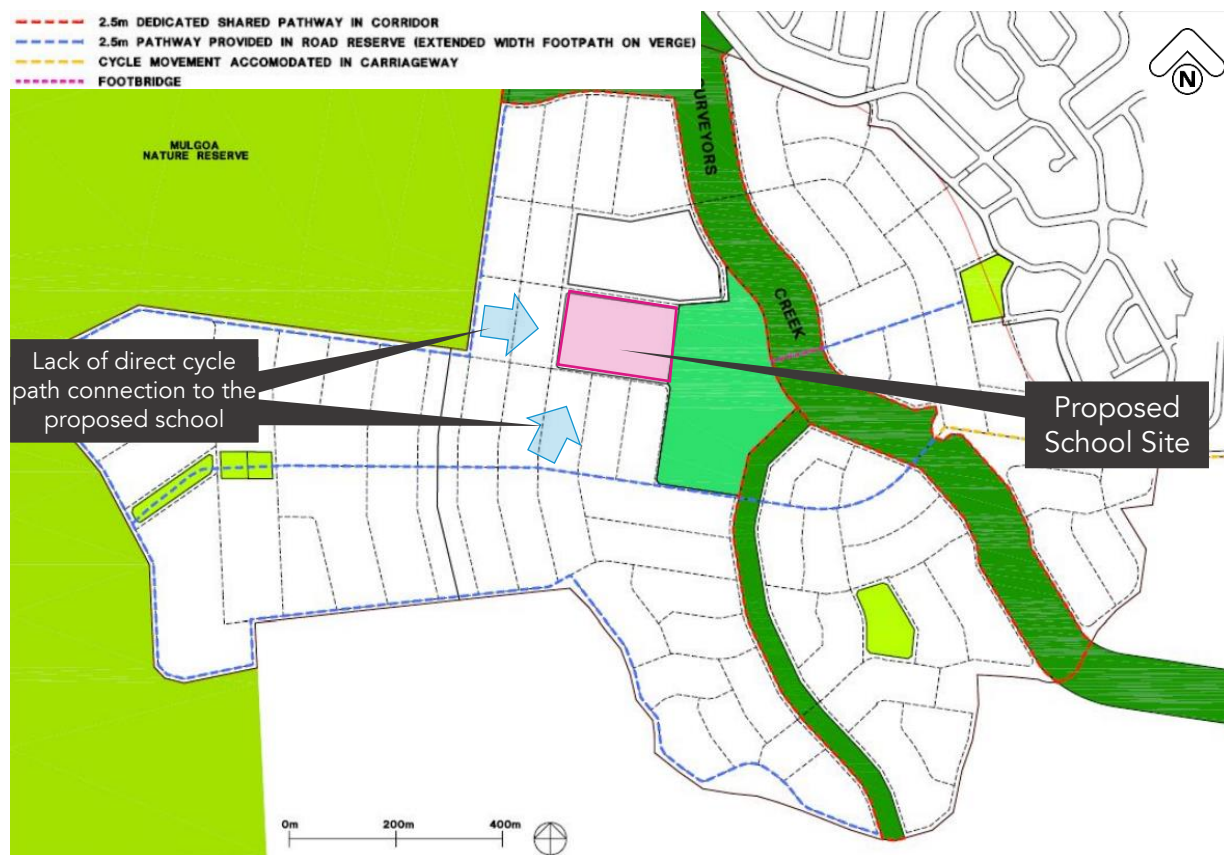 2.5m DEDICATED SHARED PATHWAY IN CORRIDOR
2.5m PATHWAY PROVIDED IN ROAD RESERVE (EXTENDED WIDTH FOOTPATH ON VERGE)
CYCLE MOVEMENT ACCOMODATED IN CARRIAGEWAY
FOOTBRIDGE
N
MULGOA
NATURE RESERVE
SURVEYORS
CREEK
Lack of direct cycle
path connection to the
proposed school
Proposed
School Site
0m 200m 400m